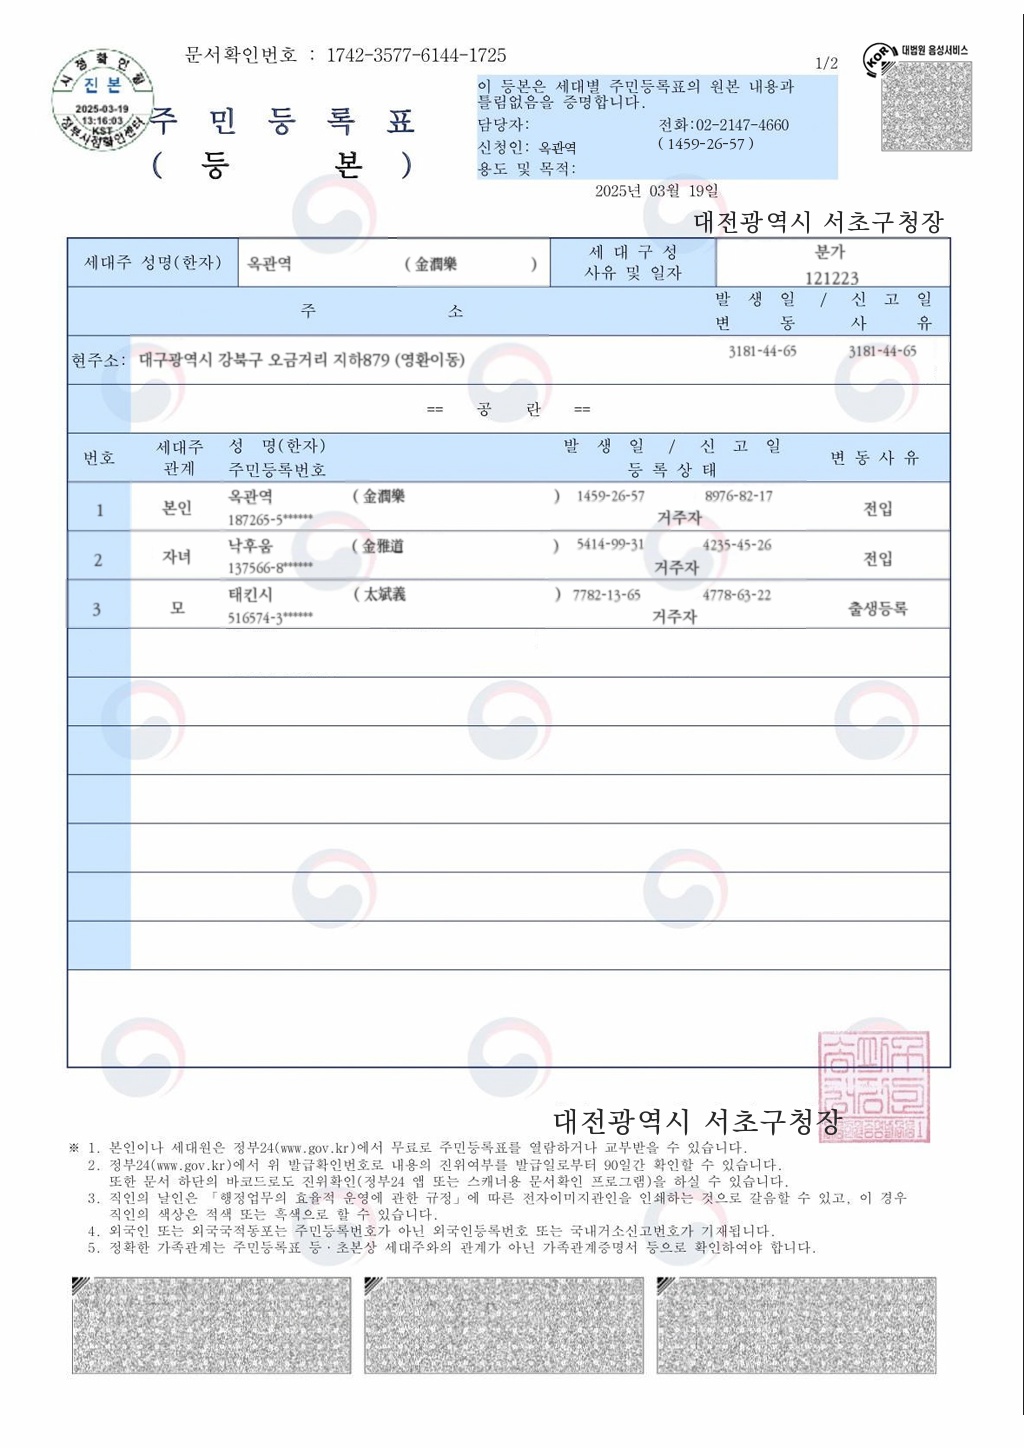 문서확인번호 : 1742-3577-6144-1725
시점확인필
진본
2025-03-19
13:16:03
KST
정부시점확인센터
대법원 음성서비스
KOR
1/2
주 민 등 록 표
( 등 본 )
이 등본은 세대별 주민등록표의 원본 내용과
틀림없음을 증명합니다.
담당자: 전화:02-2147-4660
신청인: 옥관역 ( 1459-26-57 )
용도 및 목적:
2025년 03월 19일
대전광역시 서초구청장
세대주 성명(한자) 옥관역 ( 金潤樂 ) 세 대 구 성 사유 및 일자 분가 121223
주 소 발 생 일 / 신 고 일
변 동 사 유
현주소: 대구광역시 강북구 오금거리 지하879 (영환이동) 3181-44-65 3181-44-65
== 공 란 ==
번호 세대주 관계 성 명(한자) 주민등록번호 발 생 일 / 신 고 일 등 록 상 태 변 동 사 유
1 본인 옥관역 ( 金潤樂 ) 1459-26-57 8976-82-17 전입
187265-5****** 거주자
2 자녀 낙후움 ( 金雅道 ) 5414-99-31 4235-45-26 전입
137566-8****** 거주자
3 모 태킨시 ( 太斌義 ) 7782-13-65 4778-63-22 출생등록
516574-3****** 거주자
대전광역시 서초구청장
※ 1. 본인이나 세대원은 정부24(www.gov.kr)에서 무료로 주민등록표를 열람하거나 교부받을 수 있습니다.
2. 정부24(www.gov.kr)에서 위 발급확인번호로 내용의 진위여부를 발급일로부터 90일간 확인할 수 있습니다.
또한 문서 하단의 바코드로도 진위확인(정부24 앱 또는 스캐너용 문서확인 프로그램)을 하실 수 있습니다.
3. 직인의 날인은 「행정업무의 효율적 운영에 관한 규정」에 따른 전자이미지관인을 인쇄하는 것으로 갈음할 수 있고, 이 경우
직인의 색상은 적색 또는 흑색으로 할 수 있습니다.
4. 외국인 또는 외국국적동포는 주민등록번호가 아닌 외국인등록번호 또는 국내거소신고번호가 기재됩니다.
5. 정확한 가족관계는 주민등록표 등·초본상 세대주와의 관계가 아닌 가족관계증명서 등으로 확인하여야 합니다.